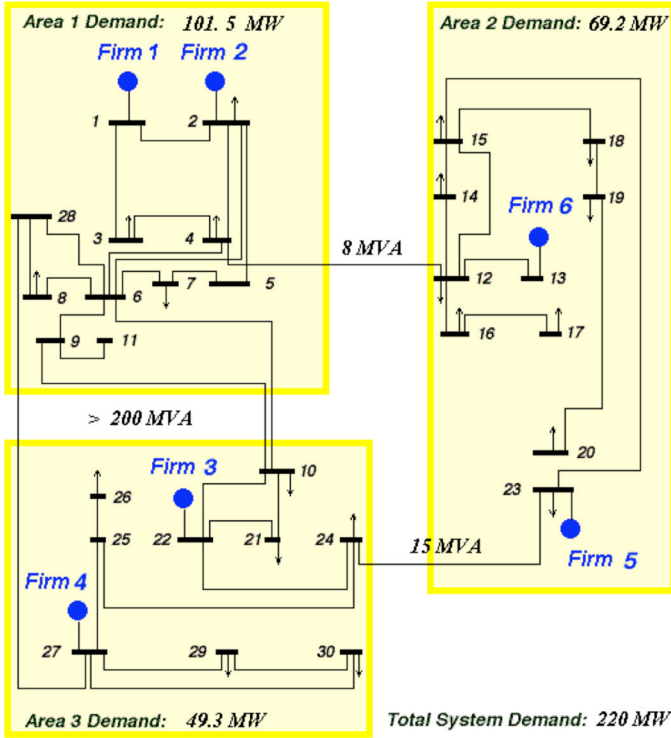 Area 1 Demand: 101. 5 MW
Area 2 Demand: 69.2 MW
Firm 1 Firm 2
1 2
15 18
14 19
28 3 4
Firm 6
8 MVA
8 6 7 5
12 13
9 11
16 17
> 200 MVA
20
Firm 3 10
23
26
25 22 21 24
15 MVA
Firm 5
Firm 4
27 29 30
Area 3 Demand: 49.3 MW
Total System Demand: 220 MW